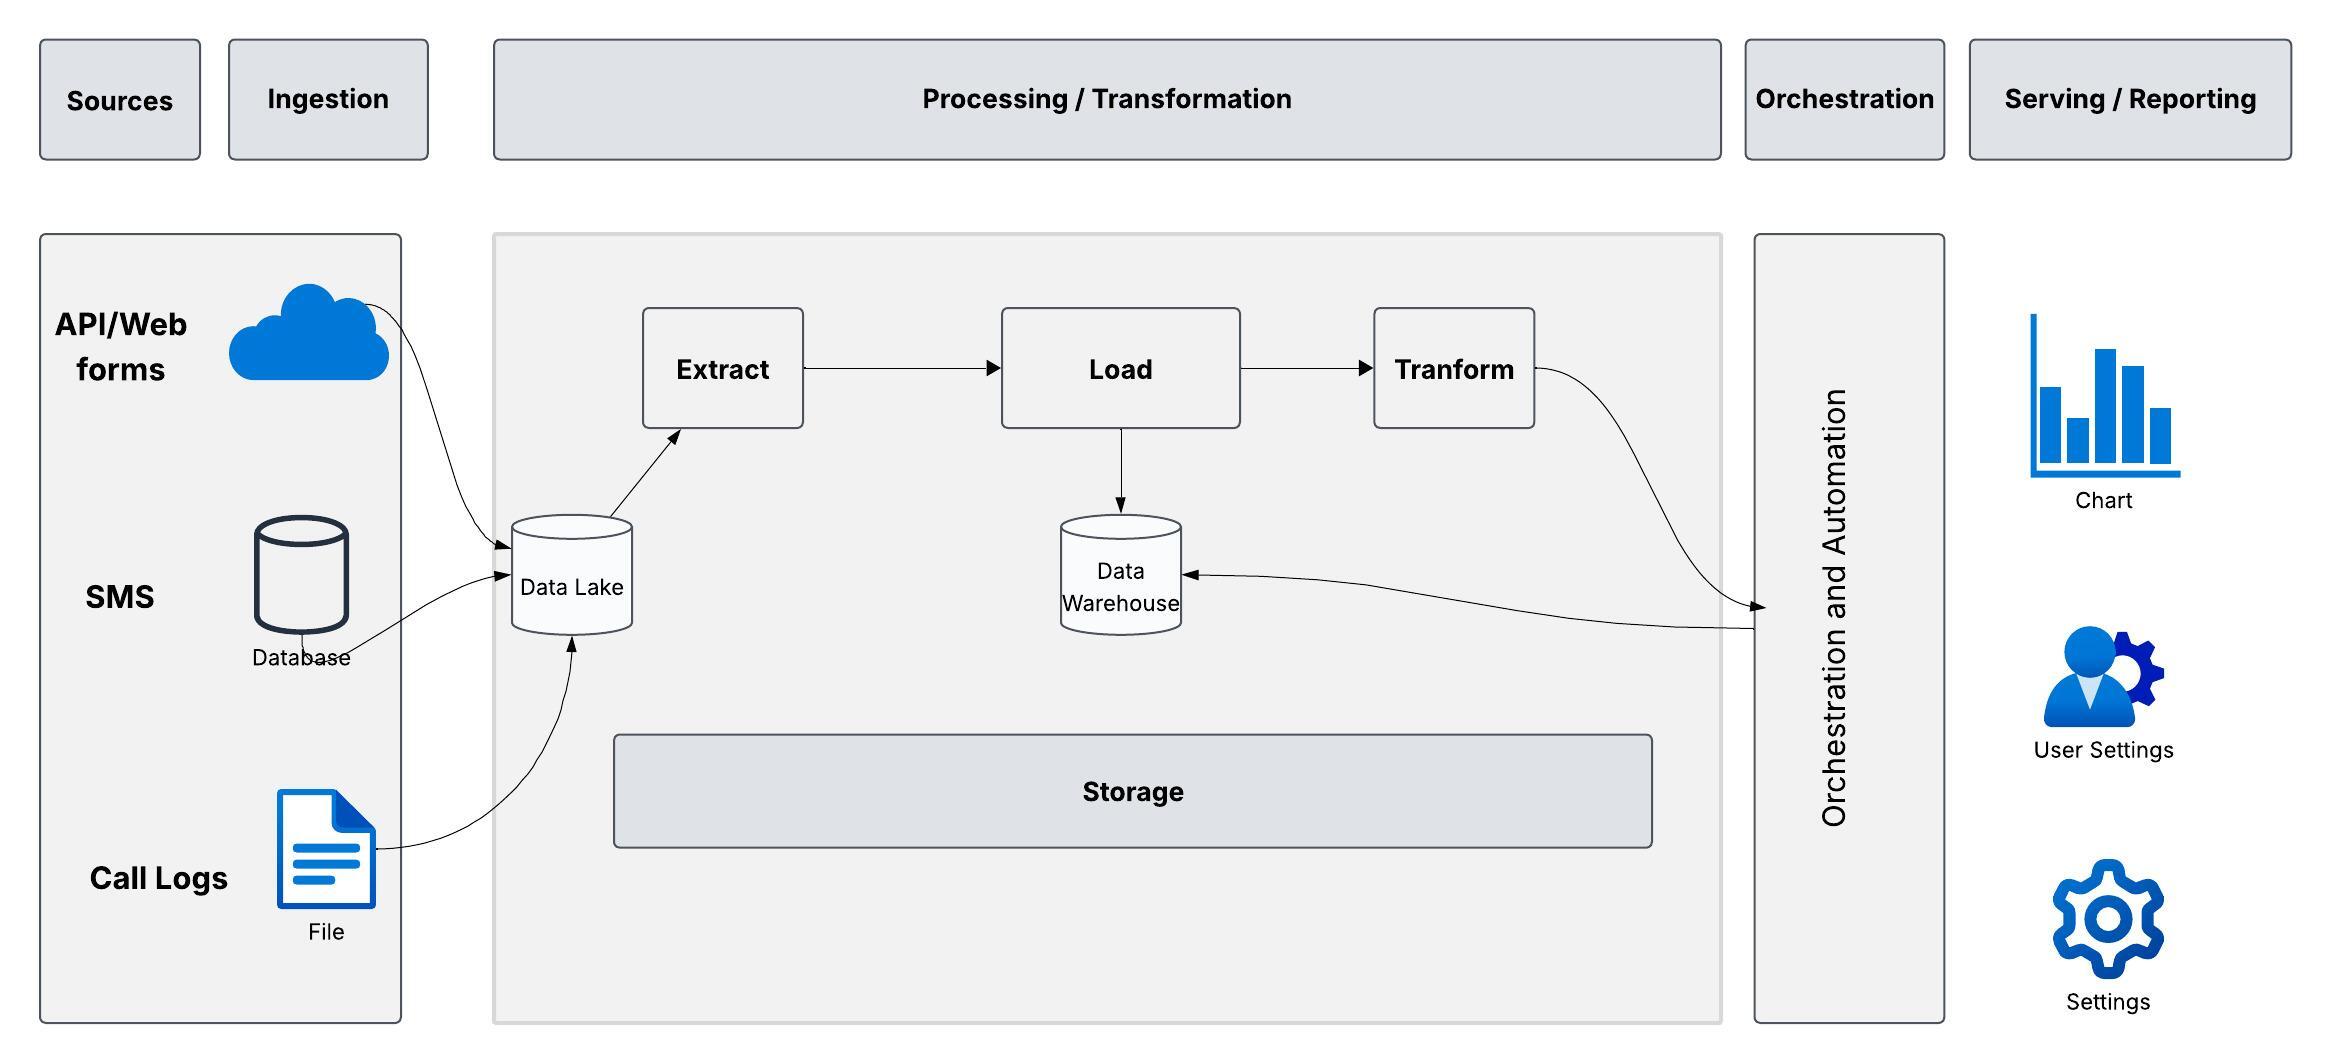 Sources
Ingestion
Processing / Transformation
Orchestration
Serving / Reporting
API/Web
forms
SMS
Database
Call Logs
File
Extract
Load
Tranform
Data Lake
Data
Warehouse
Storage
Orchestration and Automation
Chart
User Settings
Settings